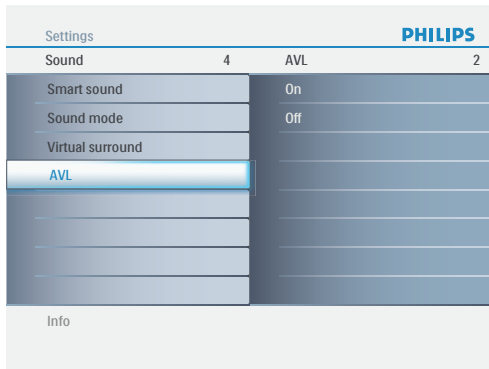 Settings PHILIPS
Sound 4 AVL 2
Smart sound On
Sound mode Off
Virtual surround
AVL
Info